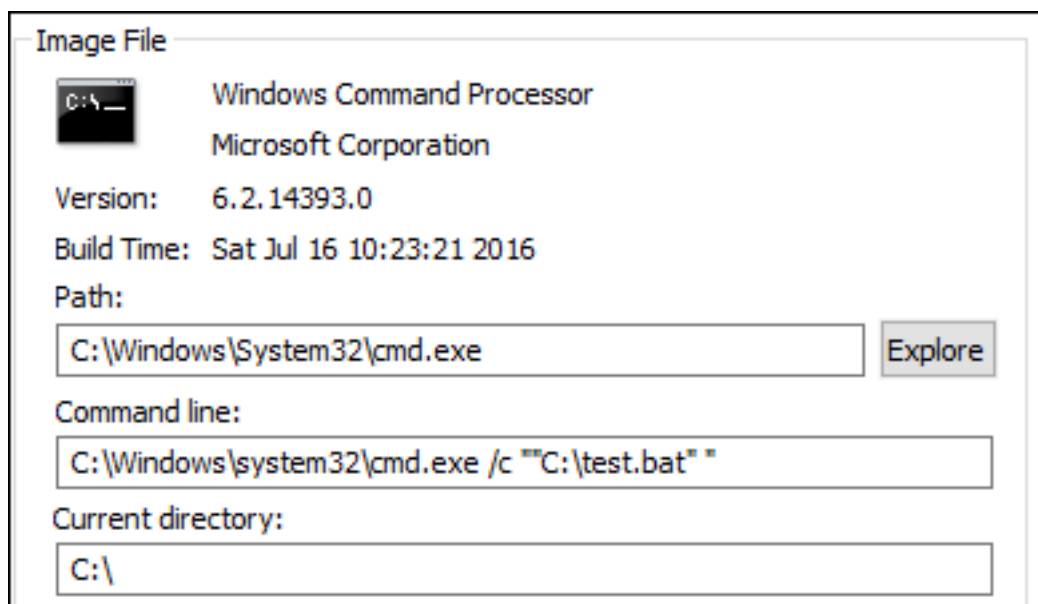 Image File
C:\
Windows Command Processor
Microsoft Corporation
Version: 6.2.14393.0
Build Time: Sat Jul 16 10:23:21 2016
Path:
C:\Windows\System32\cmd.exe Explore
Command line:
C:\Windows\system32\cmd.exe /c ""C:\test.bat" "
Current directory:
C:\